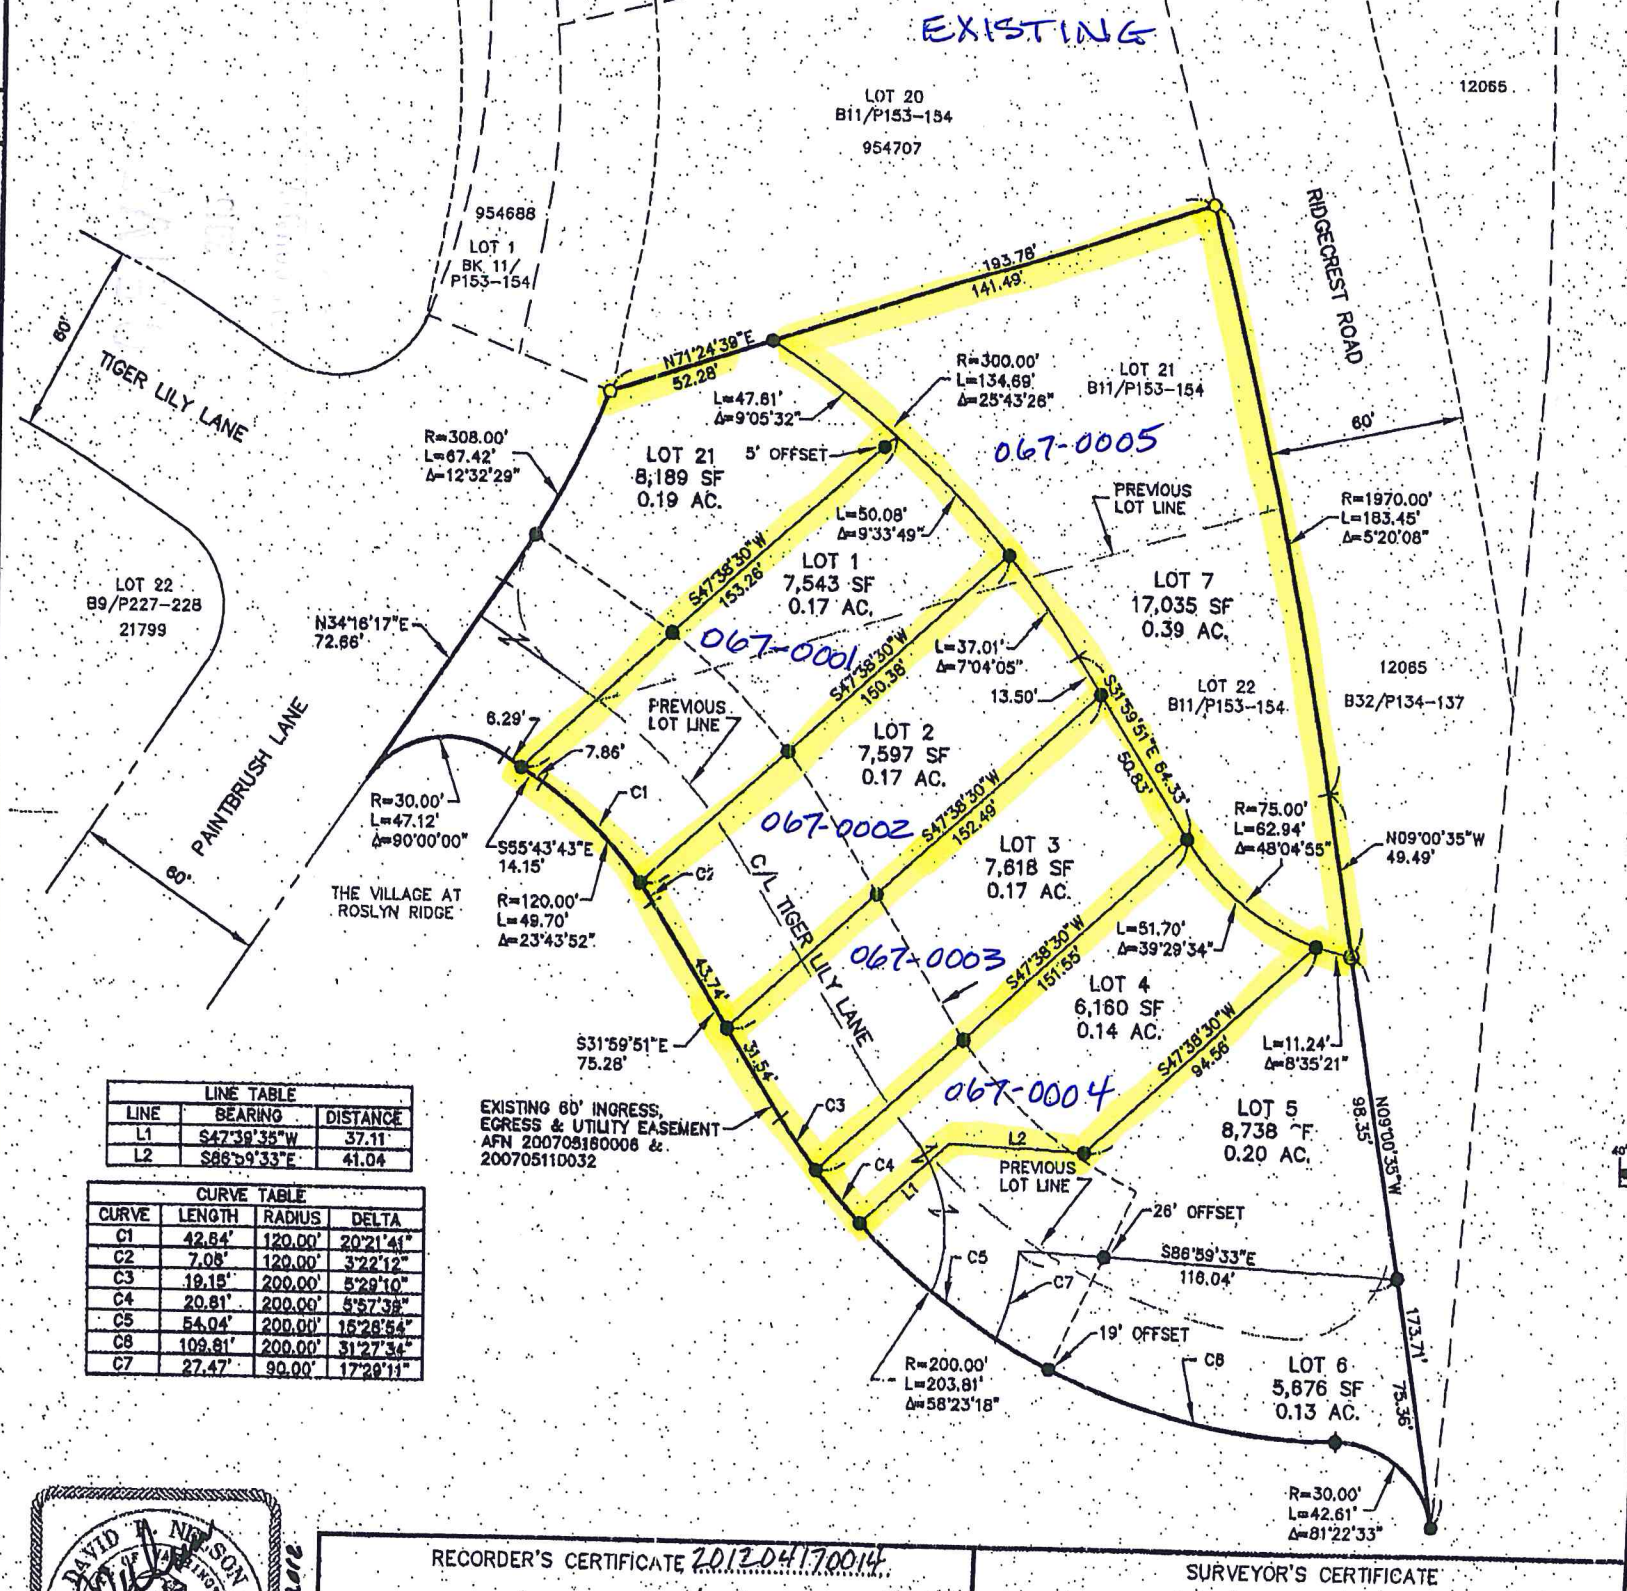 EXISTING
LOT 20
B11/P153-154
954707
12065
954688
LOT 1
BK 11/
P153-154
RIDGECREST ROAD
60'
TIGER LILY LANE
193.78'
141.49'
N71°24'39"E
52.28'
R=300.00'
L=134.69'
Δ=25°43'26"
LOT 21
B11/P153-154
L=47.61'
Δ=9°05'32"
60'
R=308.00'
L=67.42'
Δ=12°32'29"
LOT 21
8,189 SF
0.19 AC.
5' OFFSET
067-0005
PREVIOUS
LOT LINE
R=1970.00'
L=183.45'
Δ=5°20'08"
L=50.08'
Δ=9°33'49"
S47°38'30"W
153.26'
LOT 1
7,543 SF
0.17 AC.
LOT 7
17,035 SF
0.39 AC.
LOT 22
B9/P227-228
21799
N34°16'17"E
72.66'
067-0001
S47°38'30"W
150.38'
L=37.01'
Δ=7°04'05"
13.50'
12065
B32/P134-137
LOT 22
B11/P153-154
S31°59'51"E 64.33'
50.83'
PREVIOUS
LOT LINE
6.29'
7.86'
LOT 2
7,597 SF
0.17 AC.
PAINTBRUSH LANE
60'
R=30.00'
L=47.12'
Δ=90°00'00"
C1
067-0002
S47°38'30"W
152.49'
R=75.00'
L=62.94'
Δ=48°04'55"
N09°00'35"W
49.49'
S55°43'43"E
14.15'
LOT 3
7,618 SF
0.17 AC.
C2
THE VILLAGE AT
ROSLYN RIDGE
R=120.00'
L=49.70'
Δ=23°43'52"
C/L TIGER LILY LANE
L=51.70'
Δ=39°29'34"
067-0003
S47°38'30"W
151.55'
43.74'
LOT 4
6,160 SF
0.14 AC.
S47°38'30"W
94.56'
L=11.24'
Δ=8°35'21"
S31°59'51"E
75.28'
31.54'
067-0004
N09°00'35"W
98.35'
LINE TABLE
LINE BEARING DISTANCE
L1 S47°39'35"W 37.11
L2 S86°59'33"E 41.04
EXISTING 60' INGRESS,
EGRESS & UTILITY EASEMENT
AFN 200705160006 &
200705110032
C3
LOT 5
8,738 SF
0.20 AC.
L2
PREVIOUS
LOT LINE
C4
L1
CURVE TABLE
CURVE LENGTH RADIUS DELTA
C1 42.64' 120.00' 20°21'41"
C2 7.06' 120.00' 3°22'12"
C3 19.15' 200.00' 5°29'10"
C4 20.81' 200.00' 5°57'39"
C5 54.04' 200.00' 15°28'54"
C6 109.81' 200.00' 31°27'34"
C7 27.47' 90.00' 17°29'11"
26' OFFSET
S86°59'33"E
116.04'
C5
C7
19' OFFSET
173.71'
C6
R=200.00'
L=203.81'
Δ=58°23'18"
LOT 6
5,676 SF
0.13 AC.
75.36'
R=30.00'
L=42.61'
Δ=81°22'33"
DAVID P. NELSON
RECORDER'S CERTIFICATE 201204170014
SURVEYOR'S CERTIFICATE